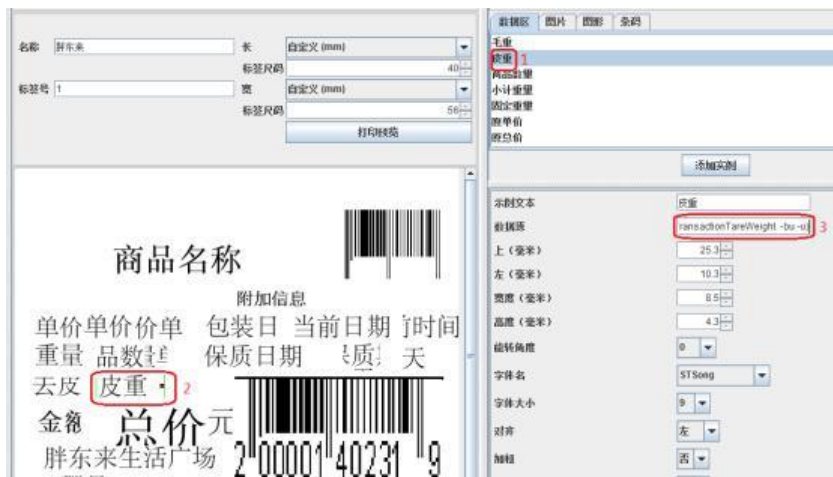 名称 胖东来
长 自定义 (mm)
标签尺码 40
标签号 1
宽 自定义 (mm)
标签尺码 56
打印预览
商品名称
附加信息
单价单价价单 包装日 当前日期 时间
重量 品数 保质日期 天
去皮 皮重 2
金额 总价元
胖东来生活广场
2 00001 40231 9
数据区 图片 图形 条码
毛重
皮重 1
商品数量
小计重量
固定重量
原单价
原总价
添加实例
示例文本 皮重
数据源 ransactionTareWeight -bu -u 3
上（毫米） 25.3
左（毫米） 10.3
宽度（毫米） 8.5
高度（毫米） 4.3
旋转角度 0
字体名 STSong
字体大小 9
对齐 左
加粗 否